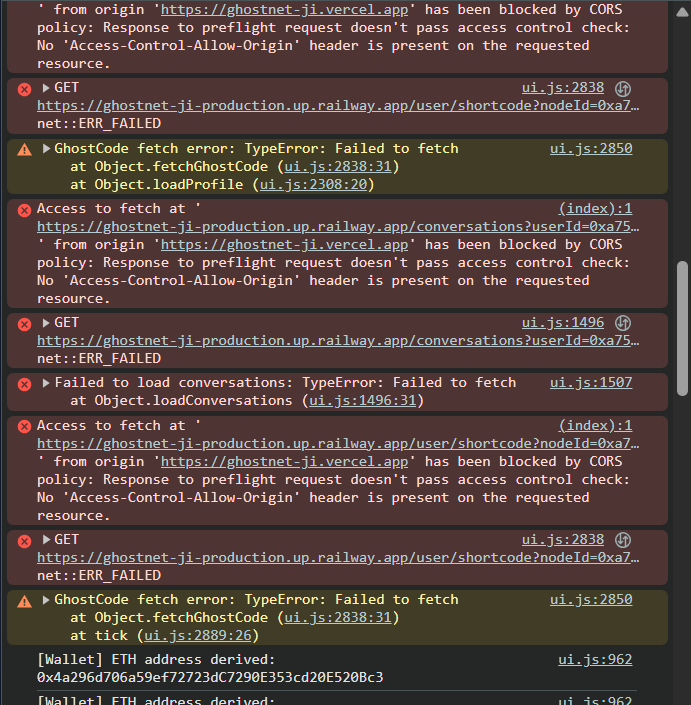 ' from origin 'https://ghostnet-ji.vercel.app' has been blocked by CORS
policy: Response to preflight request doesn't pass access control check:
No 'Access-Control-Allow-Origin' header is present on the requested
resource.
GET ui.js:2838
https://ghostnet-ji-production.up.railway.app/user/shortcode?nodeId=0xa7…
net::ERR_FAILED
GhostCode fetch error: TypeError: Failed to fetch ui.js:2850
at Object.fetchGhostCode (ui.js:2838:31)
at Object.loadProfile (ui.js:2308:20)
Access to fetch at ' (index):1
https://ghostnet-ji-production.up.railway.app/conversations?userId=0xa75…
' from origin 'https://ghostnet-ji.vercel.app' has been blocked by CORS
policy: Response to preflight request doesn't pass access control check:
No 'Access-Control-Allow-Origin' header is present on the requested
resource.
GET ui.js:1496
https://ghostnet-ji-production.up.railway.app/conversations?userId=0xa75…
net::ERR_FAILED
Failed to load conversations: TypeError: Failed to fetch ui.js:1507
at Object.loadConversations (ui.js:1496:31)
Access to fetch at ' (index):1
https://ghostnet-ji-production.up.railway.app/user/shortcode?nodeId=0xa7…
' from origin 'https://ghostnet-ji.vercel.app' has been blocked by CORS
policy: Response to preflight request doesn't pass access control check:
No 'Access-Control-Allow-Origin' header is present on the requested
resource.
GET ui.js:2838
https://ghostnet-ji-production.up.railway.app/user/shortcode?nodeId=0xa7…
net::ERR_FAILED
GhostCode fetch error: TypeError: Failed to fetch ui.js:2850
at Object.fetchGhostCode (ui.js:2838:31)
at tick (ui.js:2889:26)
[Wallet] ETH address derived: ui.js:962
0x4a296d706a59ef72723dC7290E353cd20E520Bc3
[Wallet] ETH address derived: ui.js:962